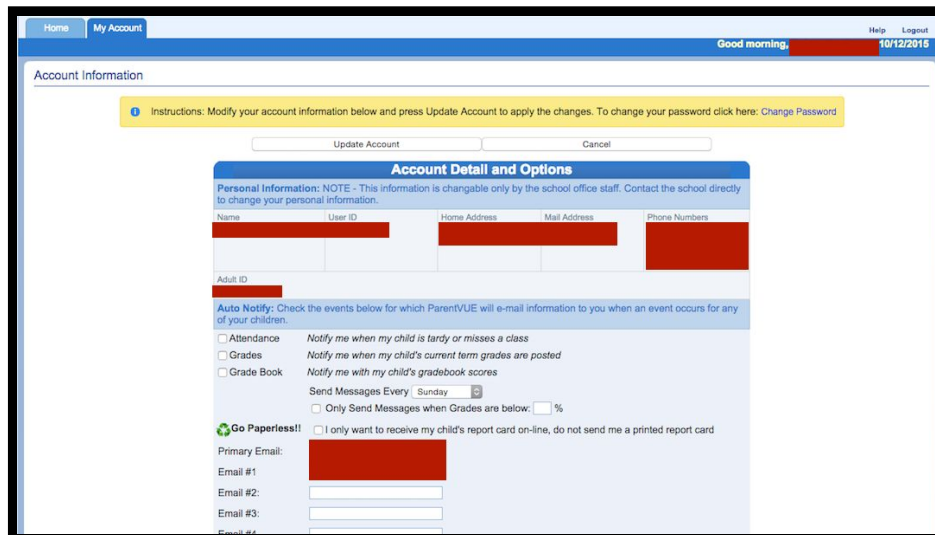 Home My Account
Help Logout
Good morning, 10/12/2015
Account Information
Instructions: Modify your account information below and press Update Account to apply the changes. To change your password click here: Change Password
Update Account Cancel
Account Detail and Options
Personal Information: NOTE - This information is changable only by the school office staff. Contact the school directly
to change your personal information.
Name User ID Home Address Mail Address Phone Numbers
Adult ID
Auto Notify: Check the events below for which ParentVUE will e-mail information to you when an event occurs for any
of your children.
Attendance Notify me when my child is tardy or misses a class
Grades Notify me when my child's current term grades are posted
Grade Book Notify me with my child's gradebook scores
Send Messages Every Sunday
Only Send Messages when Grades are below: %
Go Paperless!! I only want to receive my child's report card on-line, do not send me a printed report card
Primary Email:
Email #1
Email #2:
Email #3:
Email #4